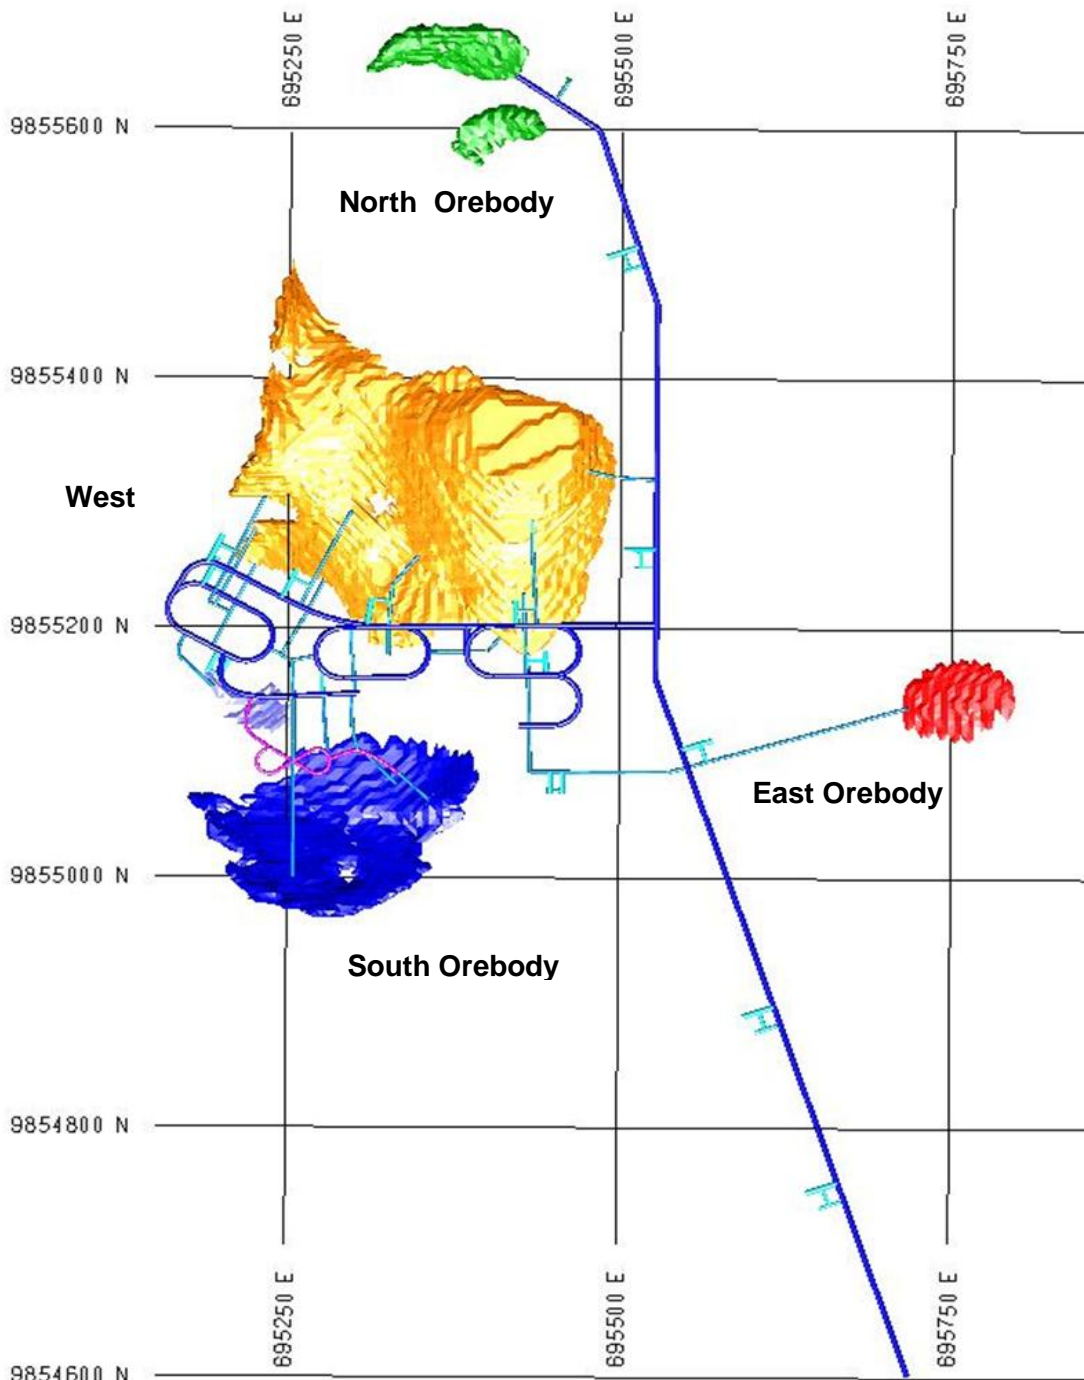 695250 E
695500 E
695750 E
9855600 N
North Orebody
9855400 N
West
9855200 N
East Orebody
9855000 N
South Orebody
9854800 N
695250 E
695500 E
695750 E
9854600 N